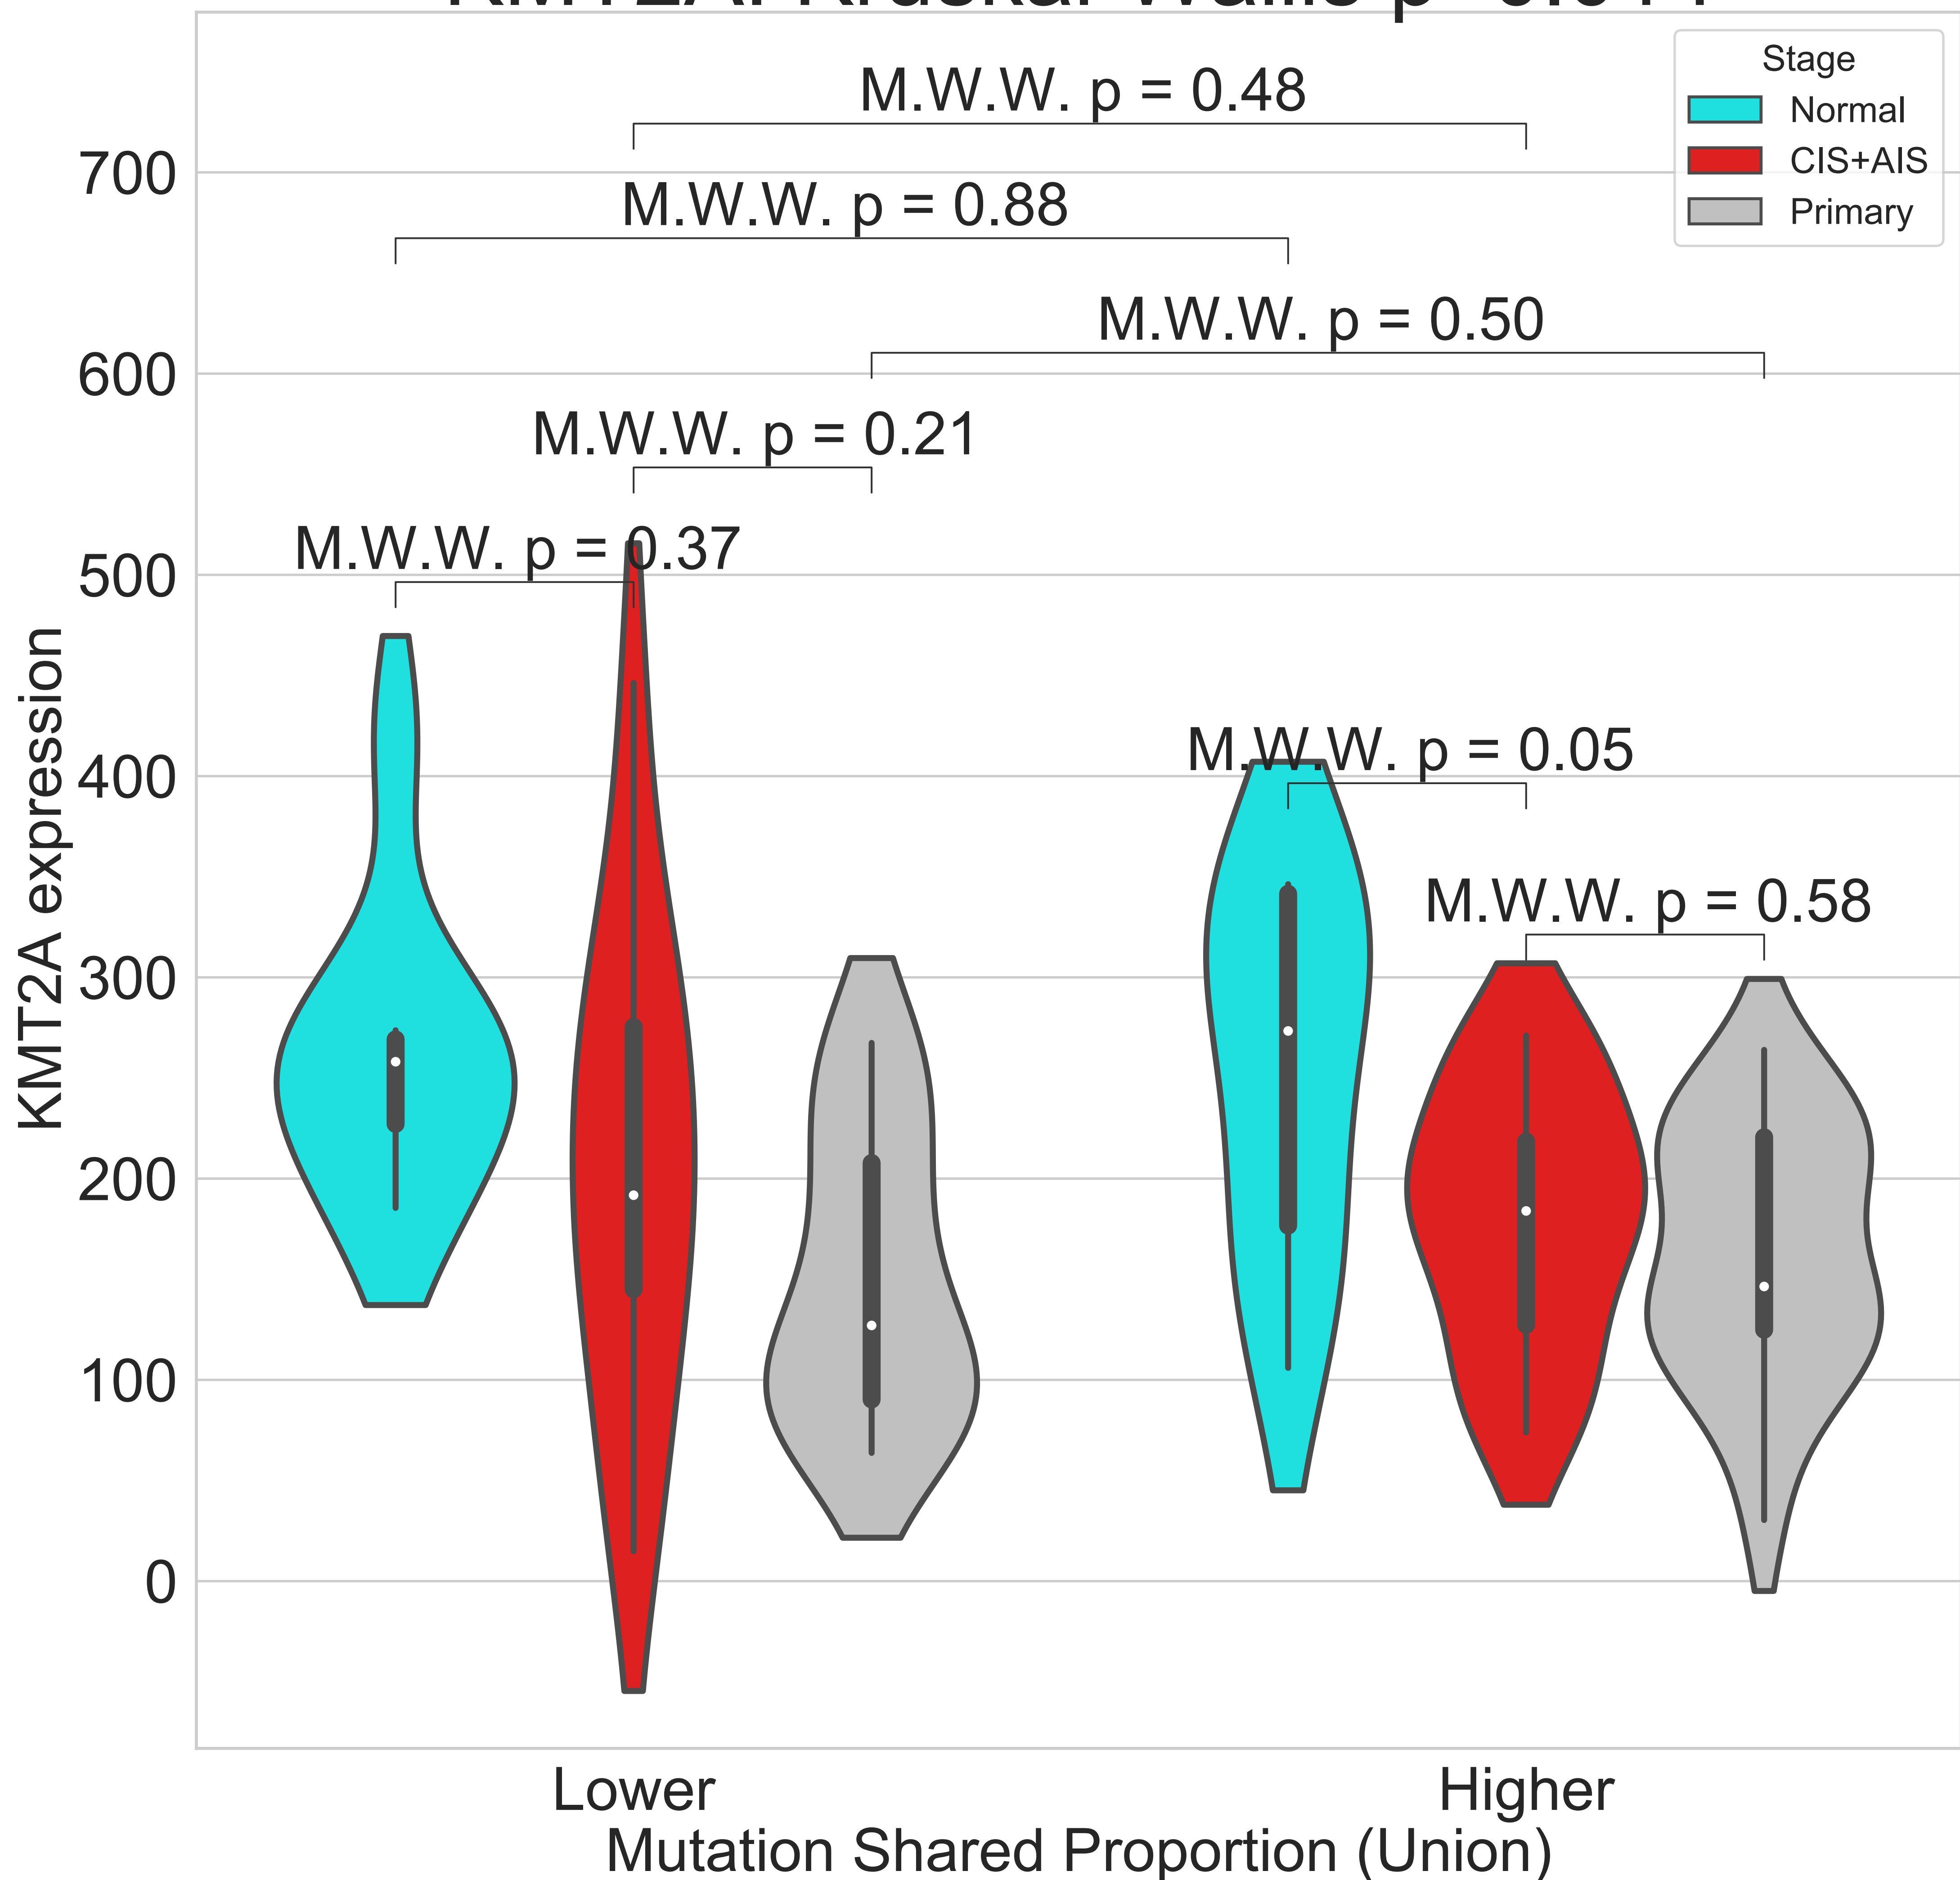 Stage
Normal
CIS+AIS
Primary
M.W.W. p = 0.48
M.W.W. p = 0.88
M.W.W. p = 0.50
M.W.W. p = 0.21
M.W.W. p = 0.37
M.W.W. p = 0.05
M.W.W. p = 0.58
700
600
500
400
300
200
100
0
KMT2A expression
Lower
Higher
Mutation Shared Proportion (Union)